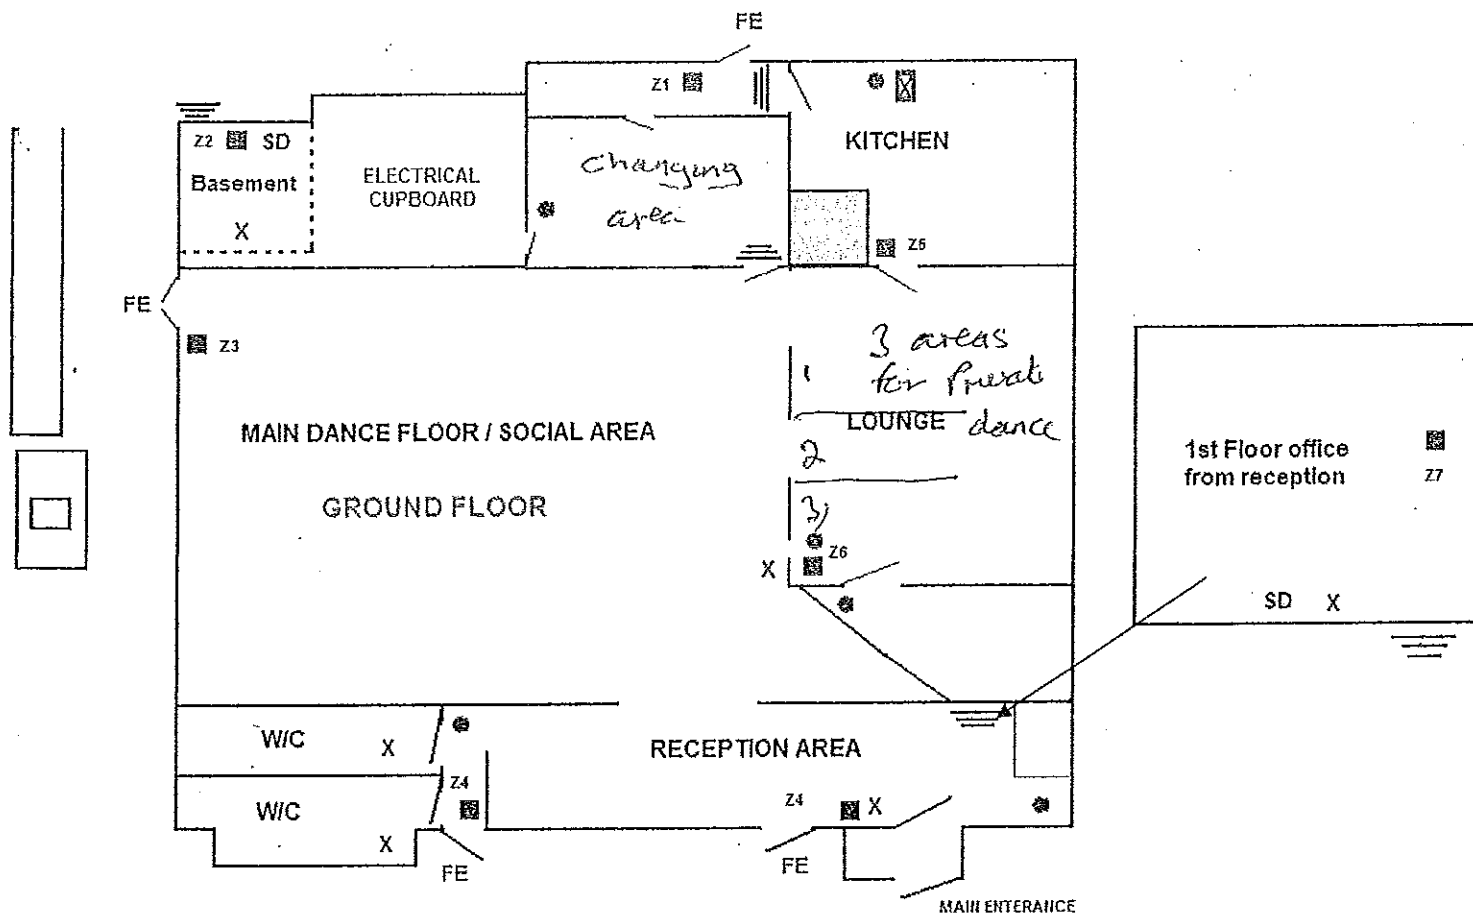 FE
Z1
KITCHEN
Z2 SD
Basement
X
ELECTRICAL
CUPBOARD
Changing
area
Z5
FE
Z3
3 areas
for Private
dance
1
LOUNGE
2
3
MAIN DANCE FLOOR / SOCIAL AREA
GROUND FLOOR
Z6
X
1st Floor office
from reception
Z7
SD X
W/C
X
RECEPTION AREA
Z4
W/C
X
Z4
X
FE
FE
MAIN ENTERANCE